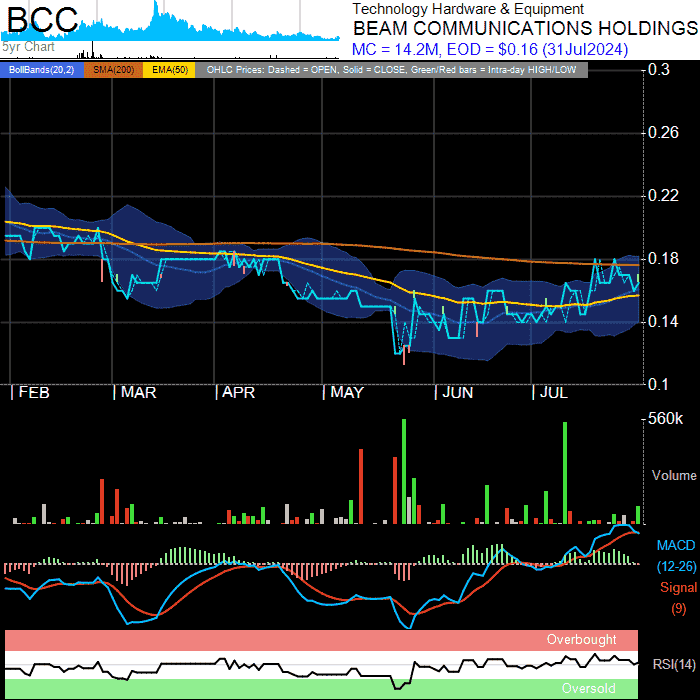 BCC
5yr Chart
Technology Hardware & Equipment
BEAM COMMUNICATIONS HOLDINGS
MC = 14.2M, EOD = $0.16 (31Jul2024)
BollBands(20,2) SMA(200) EMA(50) OHLC Prices: Dashed = OPEN, Solid = CLOSE, Green/Red bars = Intra-day HIGH/LOW
0.3
0.26
0.22
0.18
0.14
0.1
FEB MAR APR MAY JUN JUL
560k
Volume
MACD
(12-26)
Signal
(9)
Overbought
RSI(14)
Oversold